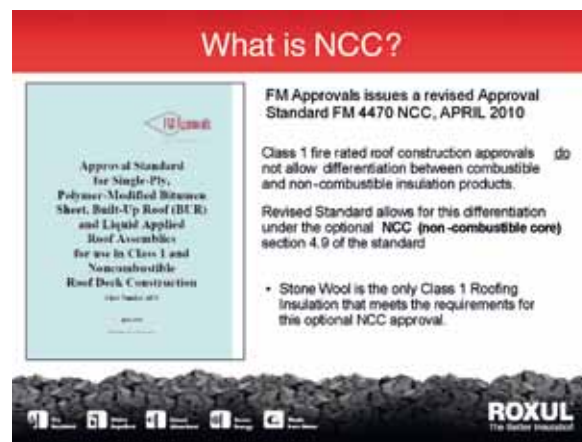 What is NCC?
FM Approvals
Approval Standard
for Single-Ply,
Polymer-Modified Bitumen
Sheet, Built-Up Roof (BUR)
and Liquid Applied
Roof Assemblies
for use in Class 1 and
Noncombustible
Roof Deck Construction
FM Approvals issues a revised Approval
Standard FM 4470 NCC, APRIL 2010
Class 1 fire rated roof construction approvals do
not allow differentiation between combustible
and non-combustible insulation products.
Revised Standard allows for this differentiation
under the optional NCC (non-combustible core)
section 4.9 of the standard
• Stone Wool is the only Class 1 Roofing
Insulation that meets the requirements for
this optional NCC approval.
ROXUL
The Better Insulation